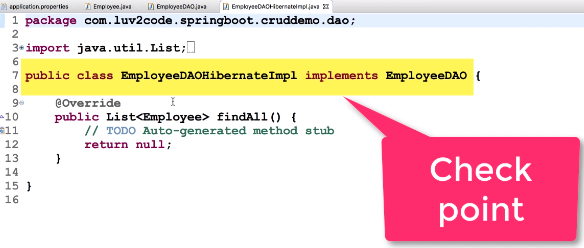 application.properties Employee.java EmployeeDAO.java EmployeeDAOHibernateImpl.java
1 package com.luv2code.springboot.cruddemo.dao;
2
3 import java.util.List;
6
7 public class EmployeeDAOHibernateImpl implements EmployeeDAO {
8
9 @Override
10 public List<Employee> findAll() {
11 // TODO Auto-generated method stub
12 return null;
13 }
14
15 }
16
Check
point